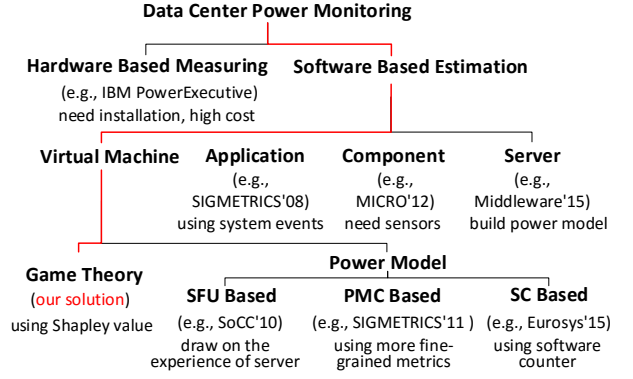 Data Center Power Monitoring
Hardware Based Measuring
(e.g., IBM PowerExecutive)
need installation, high cost
Software Based Estimation
Virtual Machine
Application
(e.g.,
SIGMETRICS'08)
using system events
Component
(e.g.,
MICRO'12)
need sensors
Server
(e.g.,
Middleware'15)
build power model
Game Theory
(our solution)
using Shapley value
Power Model
SFU Based
(e.g., SoCC'10)
draw on the
experience of server
PMC Based
(e.g., SIGMETRICS'11 )
using more fine-
grained metrics
SC Based
(e.g., Eurosys'15)
using software
counter